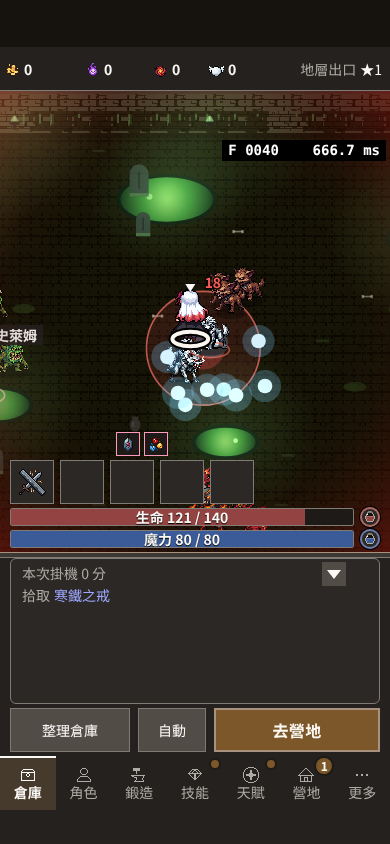 0 0 0 0 地層出口 ★1
F 0040 666.7 ms
18
史萊姆
生命 121 / 140
魔力 80 / 80
本次掛機 0 分
拾取 寒鐵之戒
整理倉庫 自動 去營地
1
倉庫 角色 鍛造 技能 天賦 營地 更多